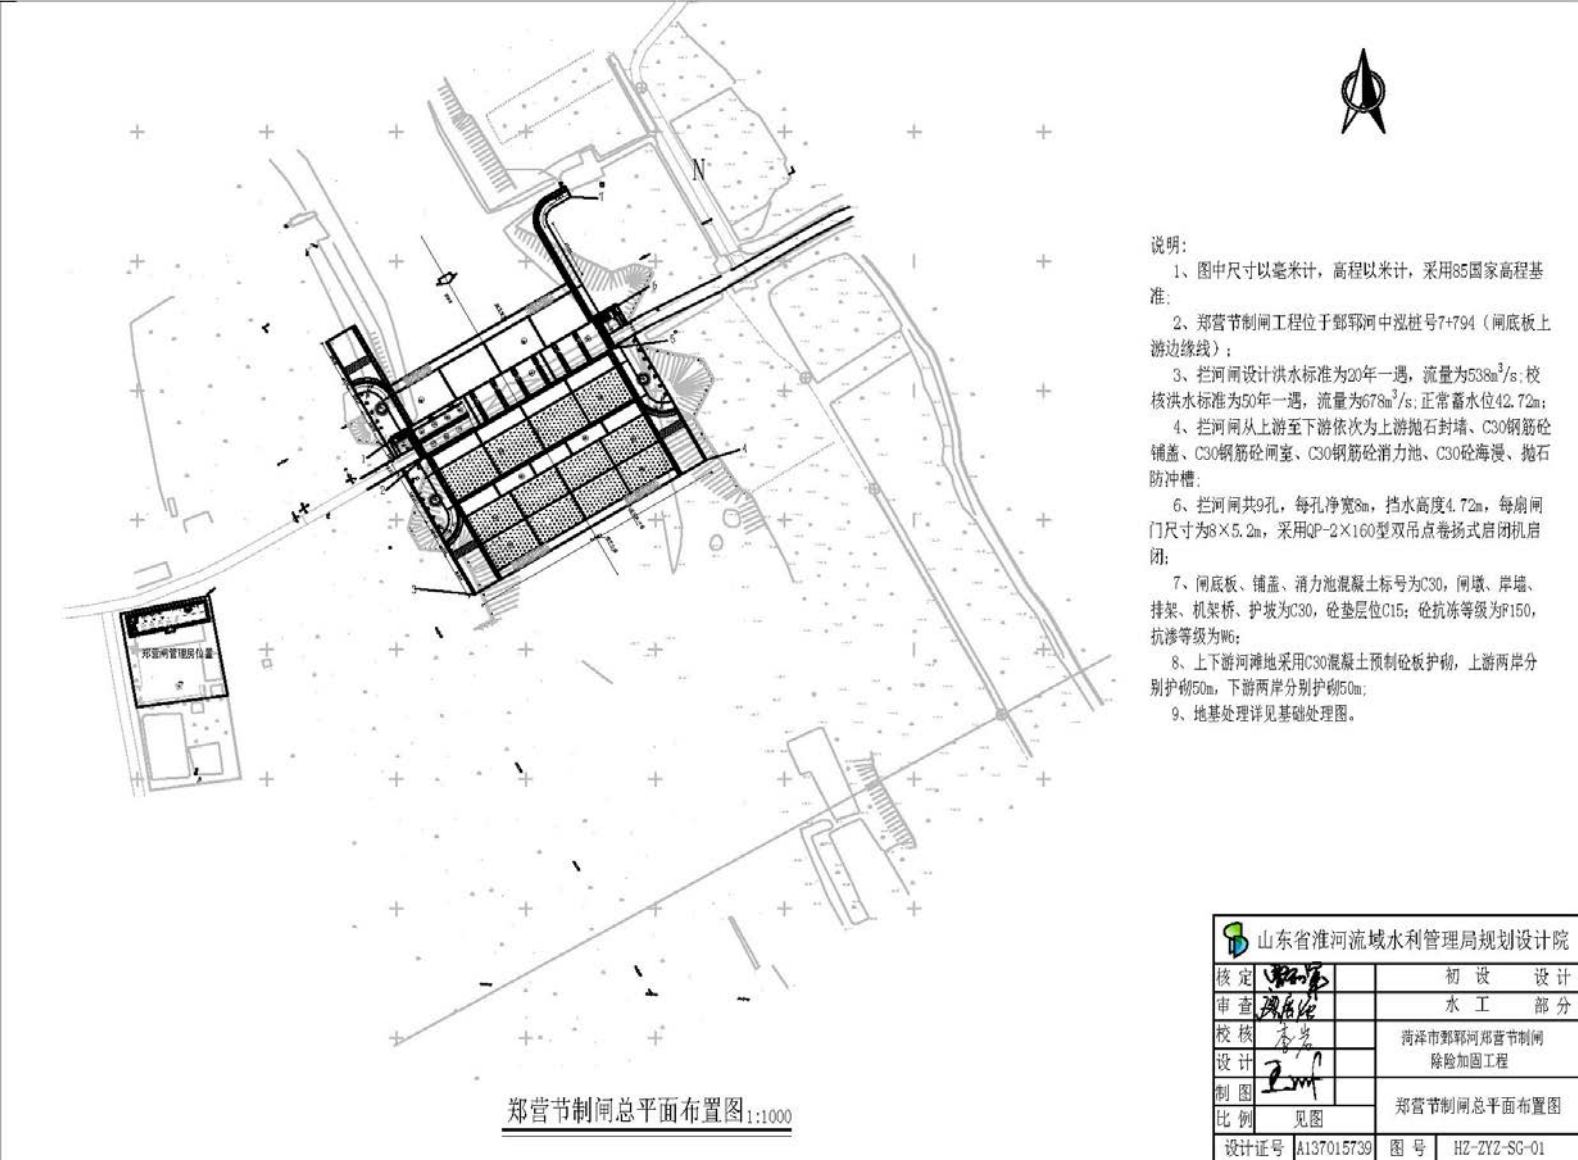 N
郑营闸管理房位置
说明:
1、图中尺寸以毫米计，高程以米计，采用85国家高程基
准;
2、郑营节制闸工程位于鄄郓河中泓桩号7+794（闸底板上
游边缘线）;
3、拦河闸设计洪水标准为20年一遇，流量为538m³/s;校
核洪水标准为50年一遇，流量为678m³/s;正常蓄水位42.72m;
4、拦河闸从上游至下游依次为上游抛石封墙、C30钢筋砼
铺盖、C30钢筋砼闸室、C30钢筋砼消力池、C30砼海漫、抛石
防冲槽;
6、拦河闸共9孔，每孔净宽8m，挡水高度4.72m，每扇闸
门尺寸为8×5.2m，采用QP-2×160型双吊点卷扬式启闭机启
闭;
7、闸底板、铺盖、消力池混凝土标号为C30，闸墩、岸墙、
排架、机架桥、护坡为C30，砼垫层位C15；砼抗冻等级为F150，
抗渗等级为W6;
8、上下游河滩地采用C30混凝土预制砼板护砌，上游两岸分
别护砌50m，下游两岸分别护砌50m;
9、地基处理详见基础处理图。
郑营节制闸总平面布置图1:1000
山东省淮河流域水利管理局规划设计院
核定 初设 设计
审查 水工 部分
校核 李岩 菏泽市鄄郓河郑营节制闸
除险加固工程
设计
制图 郑营节制闸总平面布置图
比例 见图
设计证号 A137015739 图号 HZ-ZYZ-SG-01